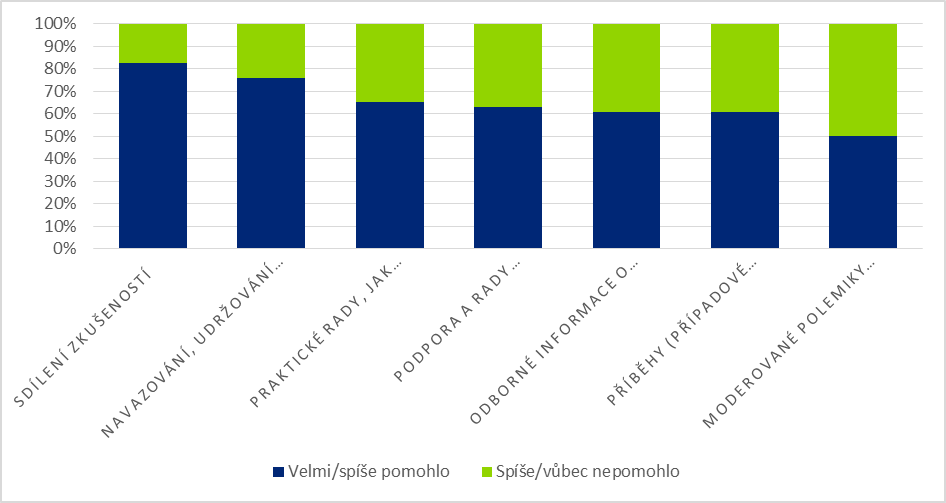 100%
90%
80%
70%
60%
50%
40%
30%
20%
10%
0%
SDÍLENÍ ZKUŠENOSTÍ
NAVAZOVÁNÍ, UDRŽOVÁNÍ…
PRAKTICKÉ RADY, JAK…
PODPORA A RADY…
ODBORNÉ INFORMACE O…
PŘÍBĚHY (PŘÍPADOVÉ…
MODEROVANÉ POLEMIKY…
Velmi/spíše pomohlo
Spíše/vůbec nepomohlo